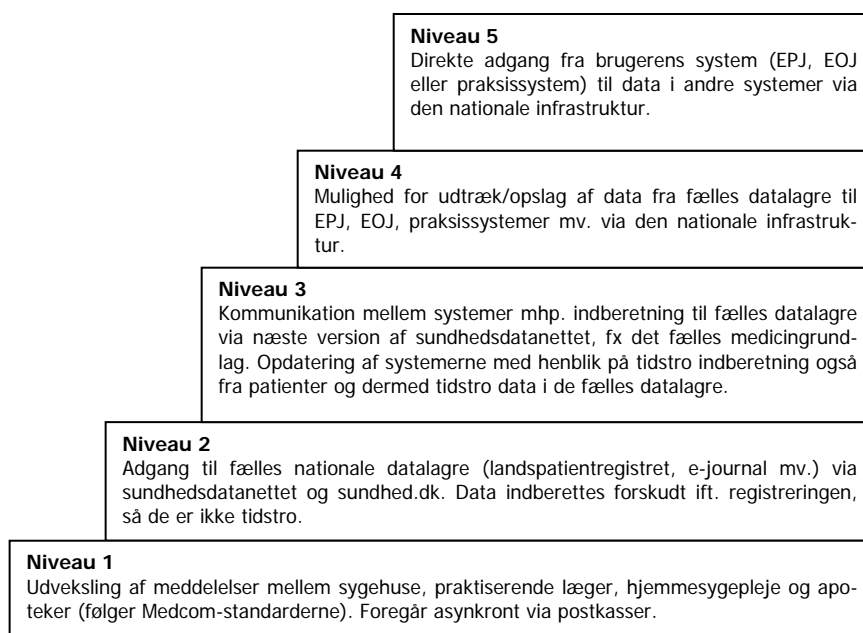 Niveau 5
Direkte adgang fra brugerens system (EPJ, EOJ
eller praksissystem) til data i andre systemer via
den nationale infrastruktur.
Niveau 4
Mulighed for udtræk/opslag af data fra fælles datalagre til
EPJ, EOJ, praksissystemer mv. via den nationale infrastruk-
tur.
Niveau 3
Kommunikation mellem systemer mhp. indberetning til fælles datalagre
via næste version af sundhedsdatanettet, fx det fælles medicingrund-
lag. Opdatering af systemerne med henblik på tidstro indberetning også
fra patienter og dermed tidstro data i de fælles datalagre.
Niveau 2
Adgang til fælles nationale datalagre (landspatientregistret, e-journal mv.) via
sundhedsdatanettet og sundhed.dk. Data indberettes forskudt ift. registreringen,
så de er ikke tidstro.
Niveau 1
Udveksling af meddelelser mellem sygehuse, praktiserende læger, hjemmesygepleje og apo-
teker (følger Medcom-standarderne). Foregår asynkront via postkasser.